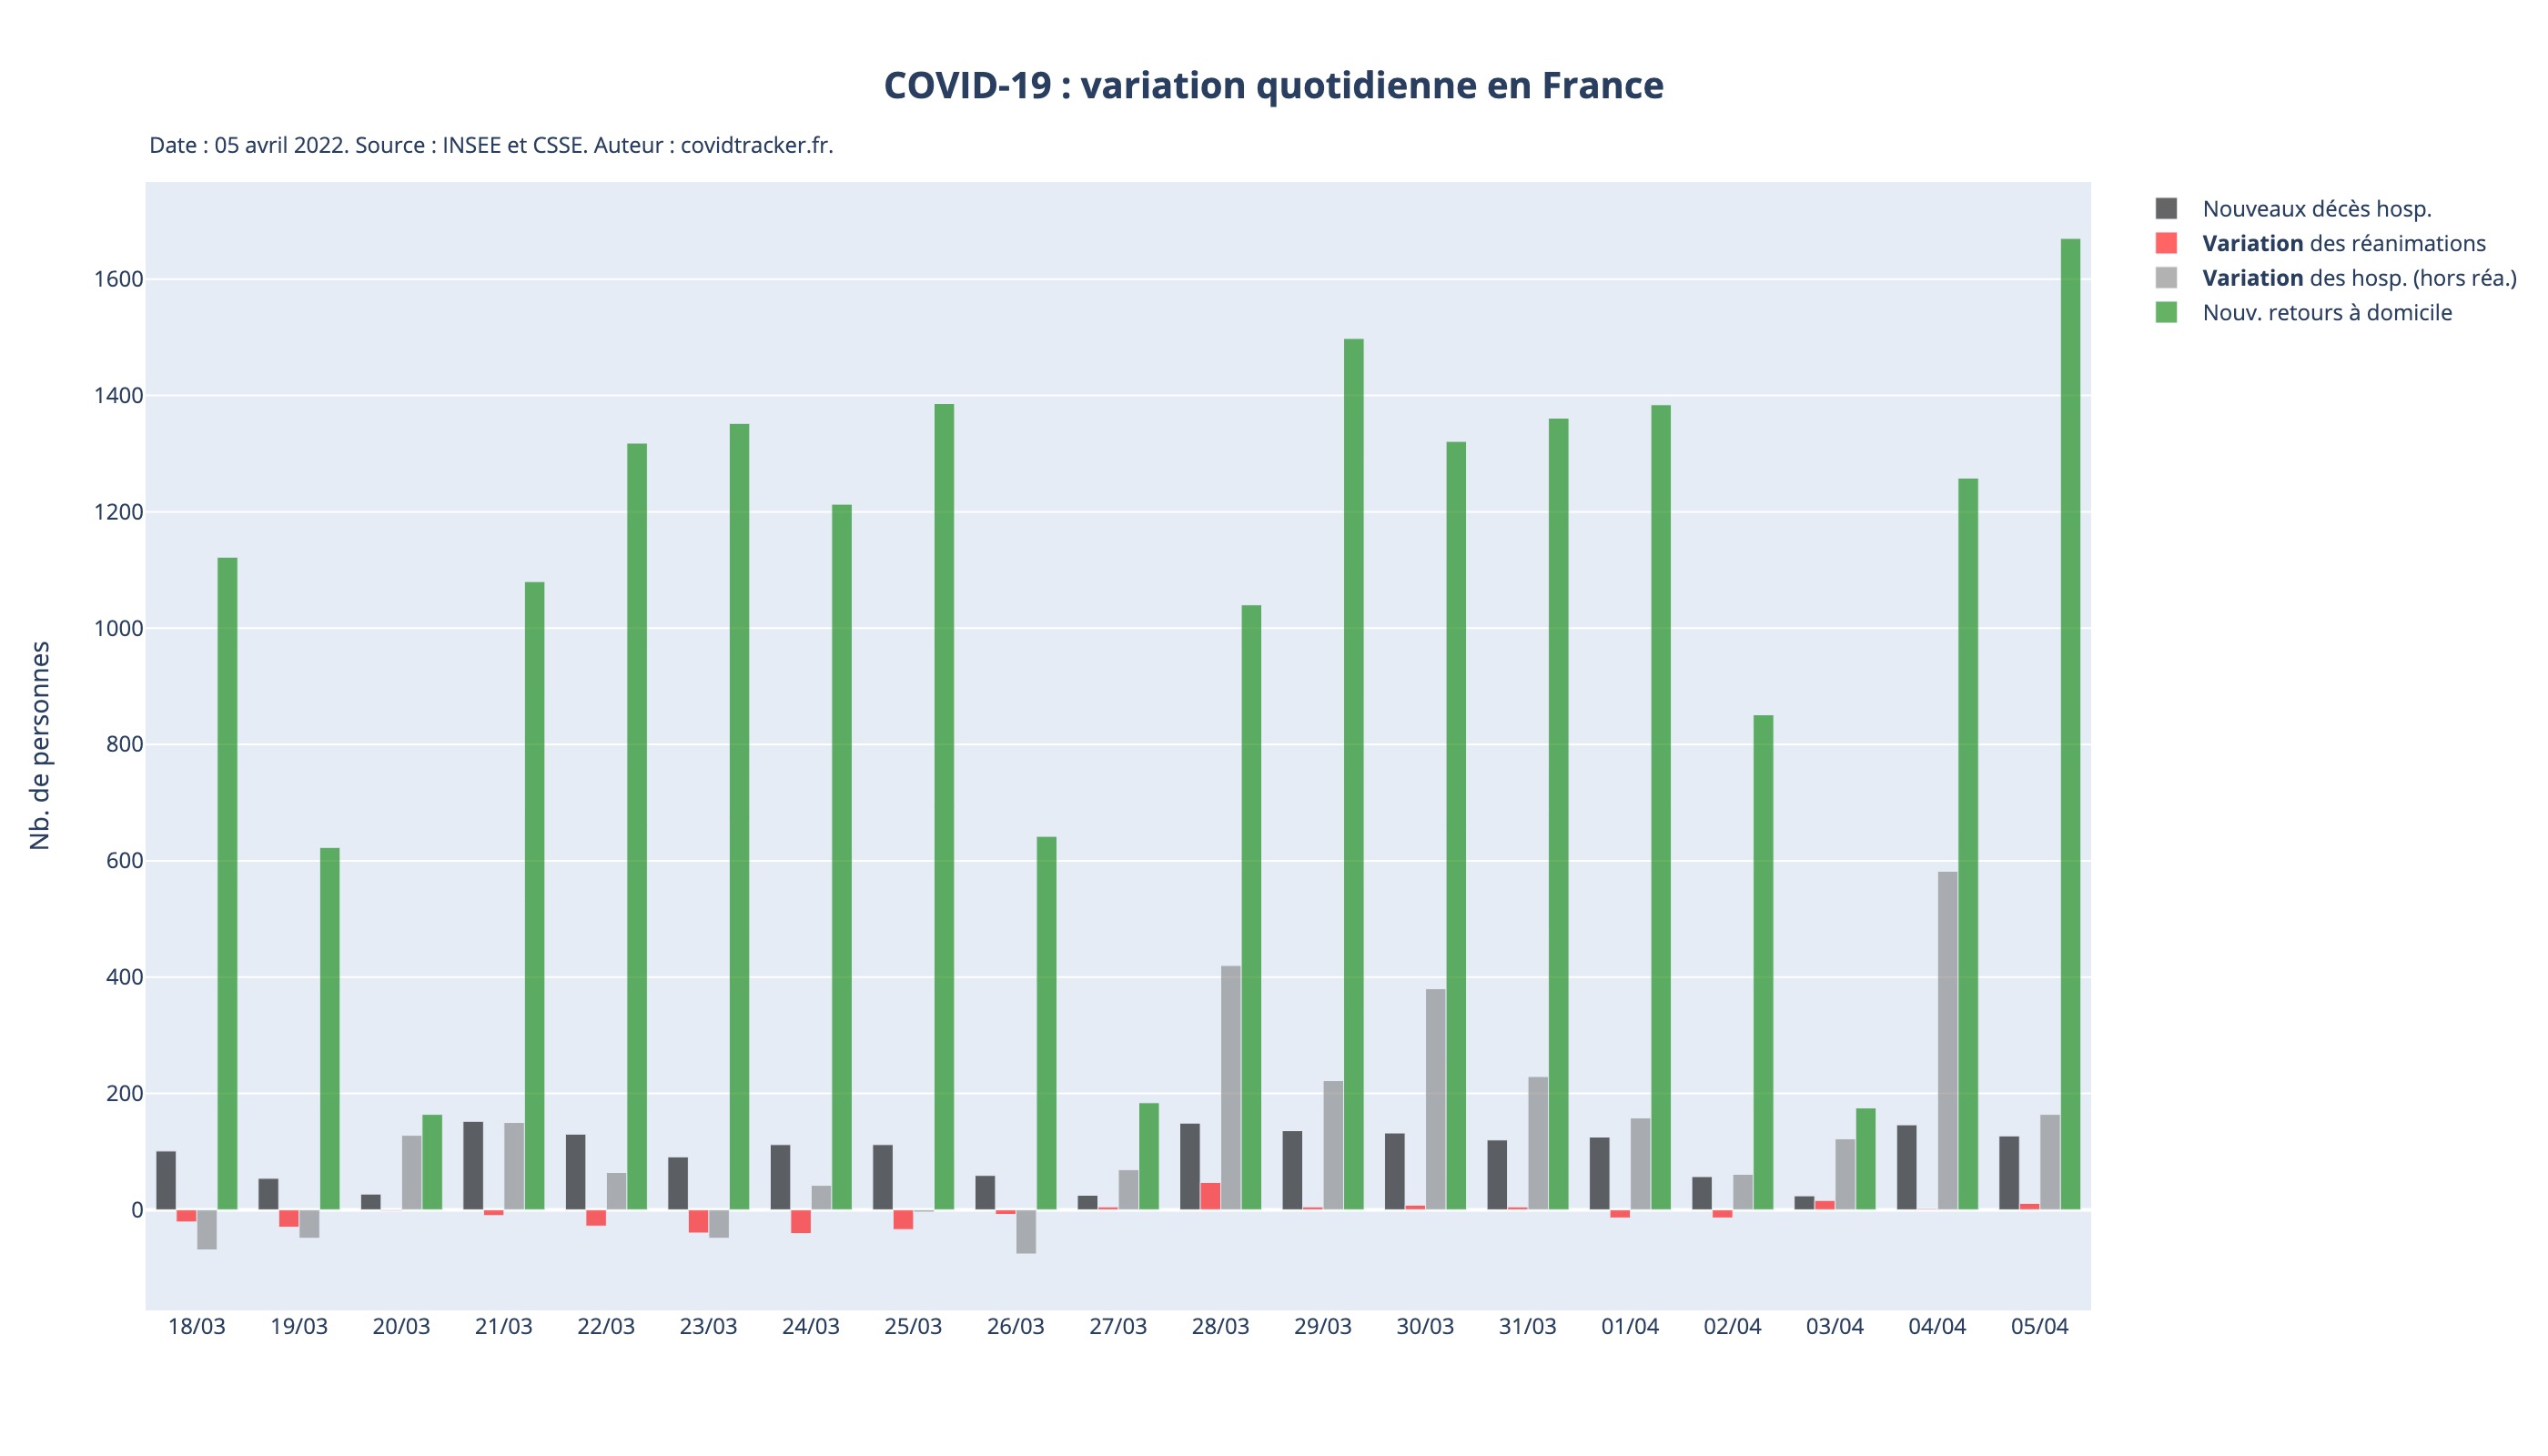 COVID-19 : variation quotidienne en France
Date : 05 avril 2022. Source : INSEE et CSSE. Auteur : covidtracker.fr.
Nouveaux décès hosp.
Variation des réanimations
Variation des hosp. (hors réa.)
Nouv. retours à domicile
Nb. de personnes
1600
1400
1200
1000
800
600
400
200
0
18/03 19/03 20/03 21/03 22/03 23/03 24/03 25/03 26/03 27/03 28/03 29/03 30/03 31/03 01/04 02/04 03/04 04/04 05/04